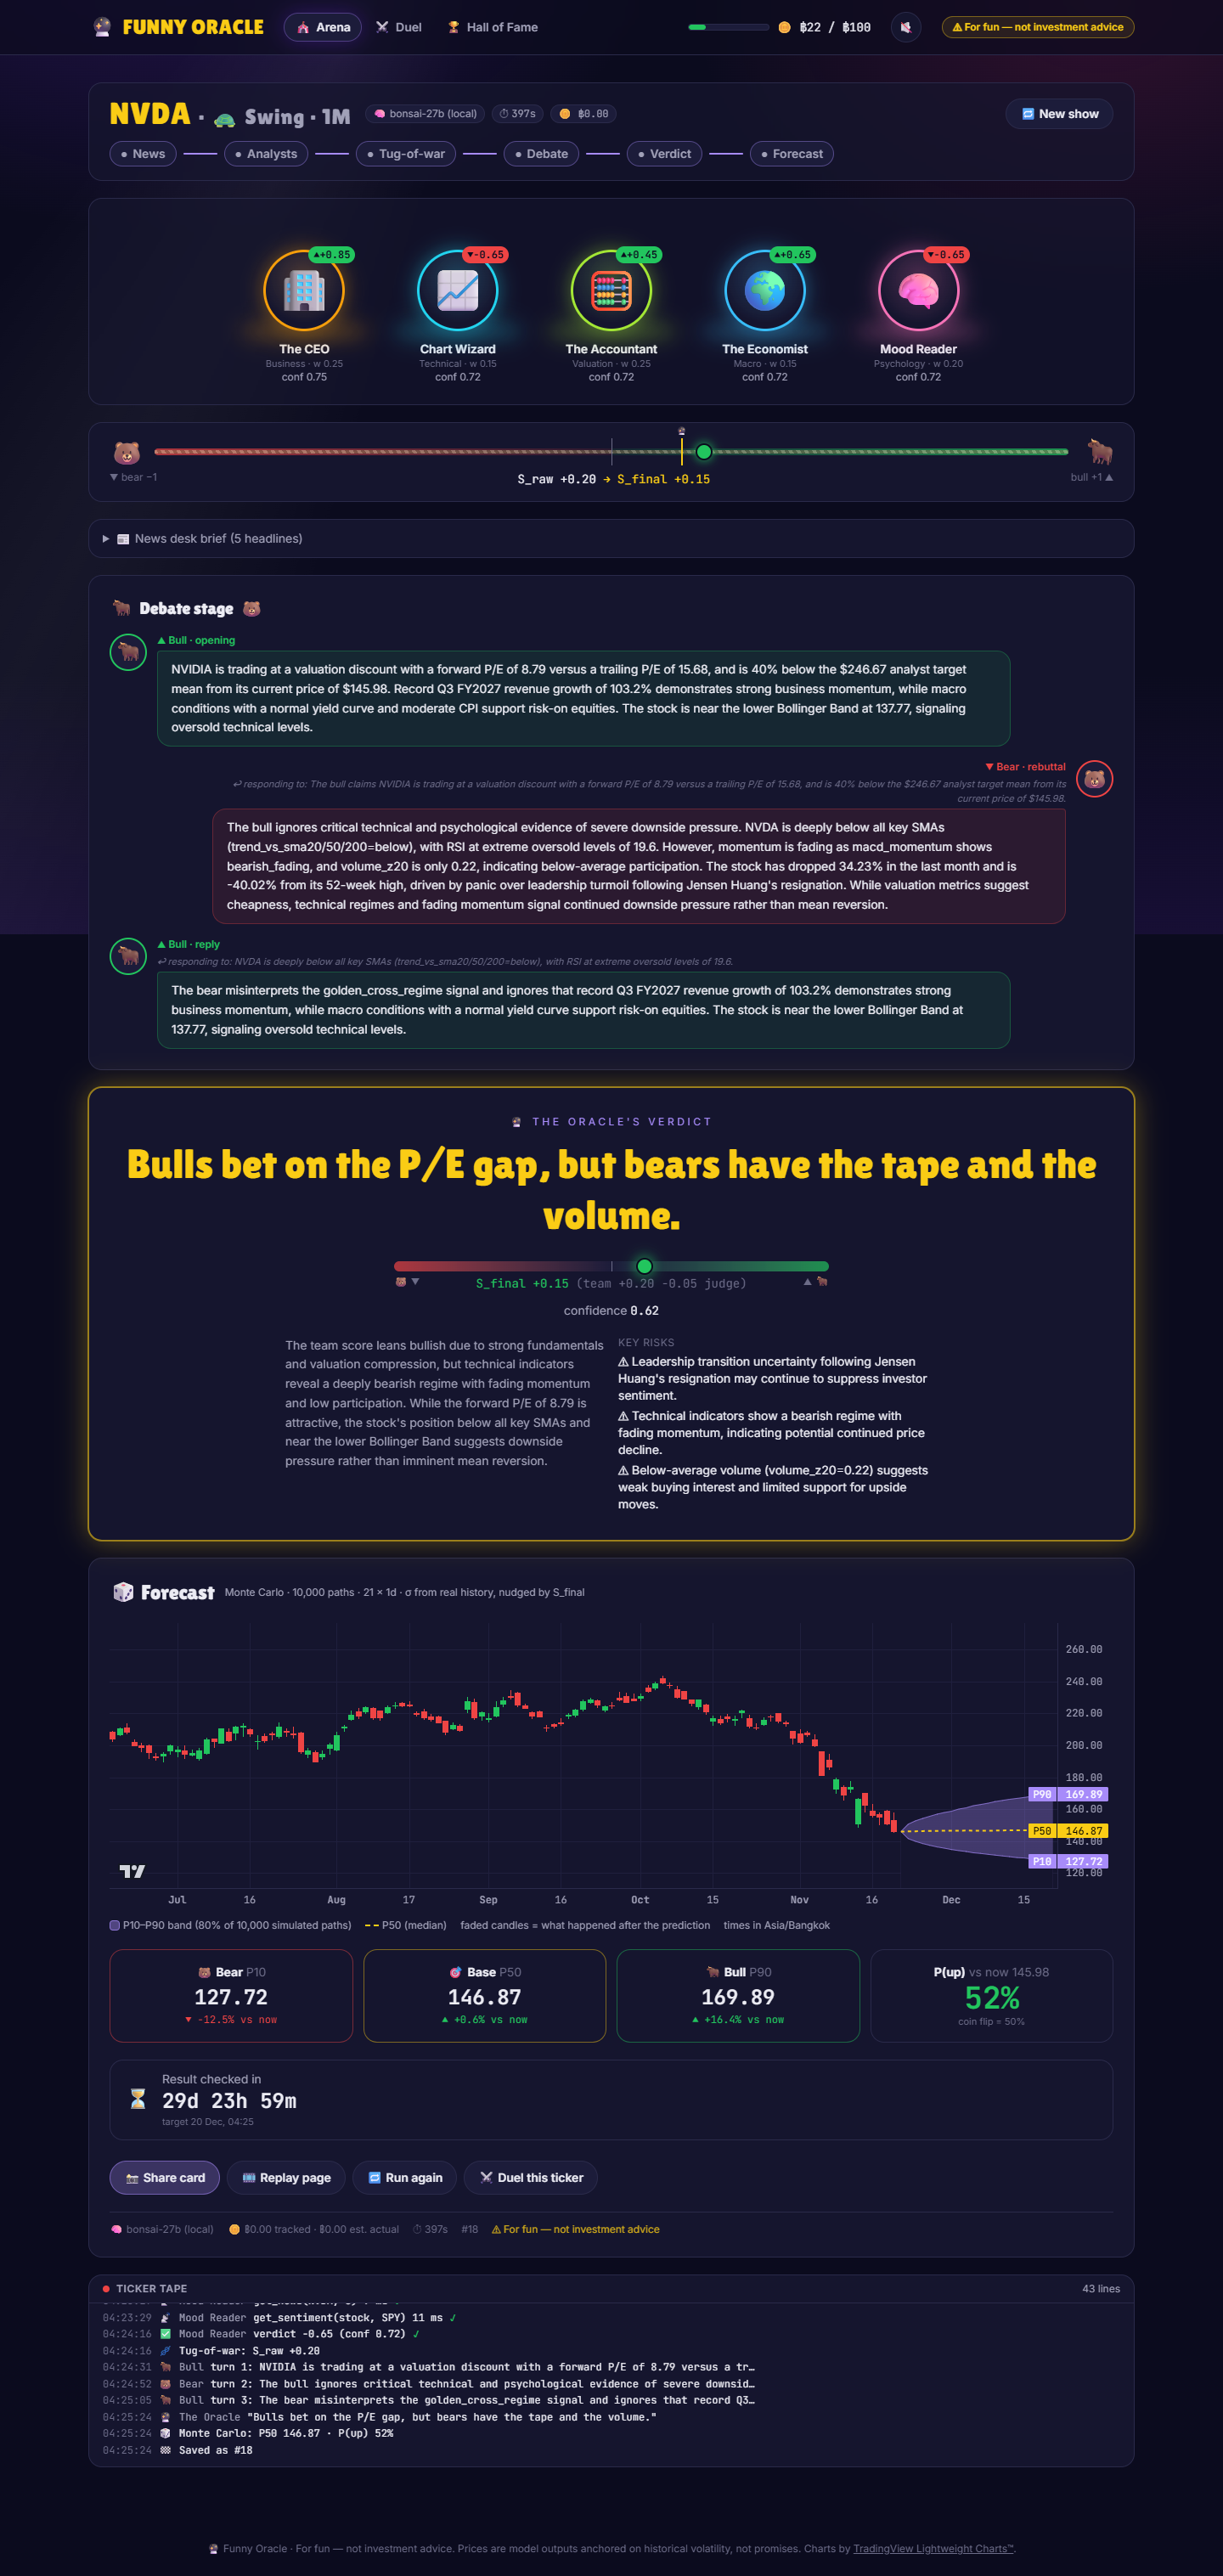 FUNNY ORACLE
Arena
Duel
Hall of Fame
฿22 / ฿100
⚠ For fun — not investment advice
NVDA · Swing · 1M
bonsai-27b (local)
397s
฿0.00
New show
News
Analysts
Tug-of-war
Debate
Verdict
Forecast
▲+0.85
▼-0.65
▲+0.45
▲+0.65
▼-0.65
The CEO
Business · w 0.25
conf 0.75
Chart Wizard
Technical · w 0.15
conf 0.72
The Accountant
Valuation · w 0.25
conf 0.72
The Economist
Macro · w 0.15
conf 0.72
Mood Reader
Psychology · w 0.20
conf 0.72
▼ bear −1
S_raw +0.20 → S_final +0.15
bull +1 ▲
▶ News desk brief (5 headlines)
Debate stage
▲ Bull · opening
NVIDIA is trading at a valuation discount with a forward P/E of 8.79 versus a trailing P/E of 15.68, and is 40% below the $246.67 analyst target
mean from its current price of $145.98. Record Q3 FY2027 revenue growth of 103.2% demonstrates strong business momentum, while macro
conditions with a normal yield curve and moderate CPI support risk-on equities. The stock is near the lower Bollinger Band at 137.77, signaling
oversold technical levels.
▼ Bear · rebuttal
↩ responding to: The bull claims NVIDIA is trading at a valuation discount with a forward P/E of 8.79 versus a trailing P/E of 15.68, and is 40% below the $246.67 analyst target mean from its
current price of $145.98.
The bull ignores critical technical and psychological evidence of severe downside pressure. NVDA is deeply below all key SMAs
(trend_vs_sma20/50/200=below), with RSI at extreme oversold levels of 19.6. However, momentum is fading as macd_momentum shows
bearish_fading, and volume_z20 is only 0.22, indicating below-average participation. The stock has dropped 34.23% in the last month and is
-40.02% from its 52-week high, driven by panic over leadership turmoil following Jensen Huang's resignation. While valuation metrics suggest
cheapness, technical regimes and fading momentum signal continued downside pressure rather than mean reversion.
▲ Bull · reply
↩ responding to: NVDA is deeply below all key SMAs (trend_vs_sma20/50/200=below), with RSI at extreme oversold levels of 19.6.
The bear misinterprets the golden_cross_regime signal and ignores that record Q3 FY2027 revenue growth of 103.2% demonstrates strong
business momentum, while macro conditions with a normal yield curve support risk-on equities. The stock is near the lower Bollinger Band at
137.77, signaling oversold technical levels.
THE ORACLE'S VERDICT
Bulls bet on the P/E gap, but bears have the tape and the
volume.
▼
S_final +0.15 (team +0.20 -0.05 judge)
▲
confidence 0.62
The team score leans bullish due to strong fundamentals
and valuation compression, but technical indicators
reveal a deeply bearish regime with fading momentum
and low participation. While the forward P/E of 8.79 is
attractive, the stock's position below all key SMAs and
near the lower Bollinger Band suggests downside
pressure rather than imminent mean reversion.
KEY RISKS
⚠ Leadership transition uncertainty following Jensen
Huang's resignation may continue to suppress investor
sentiment.
⚠ Technical indicators show a bearish regime with
fading momentum, indicating potential continued price
decline.
⚠ Below-average volume (volume_z20=0.22) suggests
weak buying interest and limited support for upside
moves.
Forecast
Monte Carlo · 10,000 paths · 21 × 1d · σ from real history, nudged by S_final
260.00
240.00
220.00
200.00
180.00
P90 169.89
160.00
P50 146.87
140.00
P10 127.72
120.00
Jul 16 Aug 17 Sep 16 Oct 15 Nov 16 Dec 15
P10–P90 band (80% of 10,000 simulated paths)
P50 (median)
faded candles = what happened after the prediction
times in Asia/Bangkok
Bear P10
127.72
▼ -12.5% vs now
Base P50
146.87
▲ +0.6% vs now
Bull P90
169.89
▲ +16.4% vs now
P(up) vs now 145.98
52%
coin flip = 50%
Result checked in
29d 23h 59m
target 20 Dec, 04:25
Share card
Replay page
Run again
Duel this ticker
bonsai-27b (local)
฿0.00 tracked · ฿0.00 est. actual
397s
#18
⚠ For fun — not investment advice
TICKER TAPE
43 lines
04:23:29 Mood Reader get_sentiment(stock, SPY) 11 ms ✓
04:24:16 Mood Reader verdict -0.65 (conf 0.72) ✓
04:24:16 Tug-of-war: S_raw +0.20
04:24:31 Bull turn 1: NVIDIA is trading at a valuation discount with a forward P/E of 8.79 versus a tr…
04:24:52 Bear turn 2: The bull ignores critical technical and psychological evidence of severe downsid…
04:25:05 Bull turn 3: The bear misinterprets the golden_cross_regime signal and ignores that record Q3…
04:25:24 The Oracle "Bulls bet on the P/E gap, but bears have the tape and the volume."
04:25:24 Monte Carlo: P50 146.87 · P(up) 52%
04:25:24 Saved as #18
Funny Oracle · For fun — not investment advice. Prices are model outputs anchored on historical volatility, not promises. Charts by TradingView Lightweight Charts™.